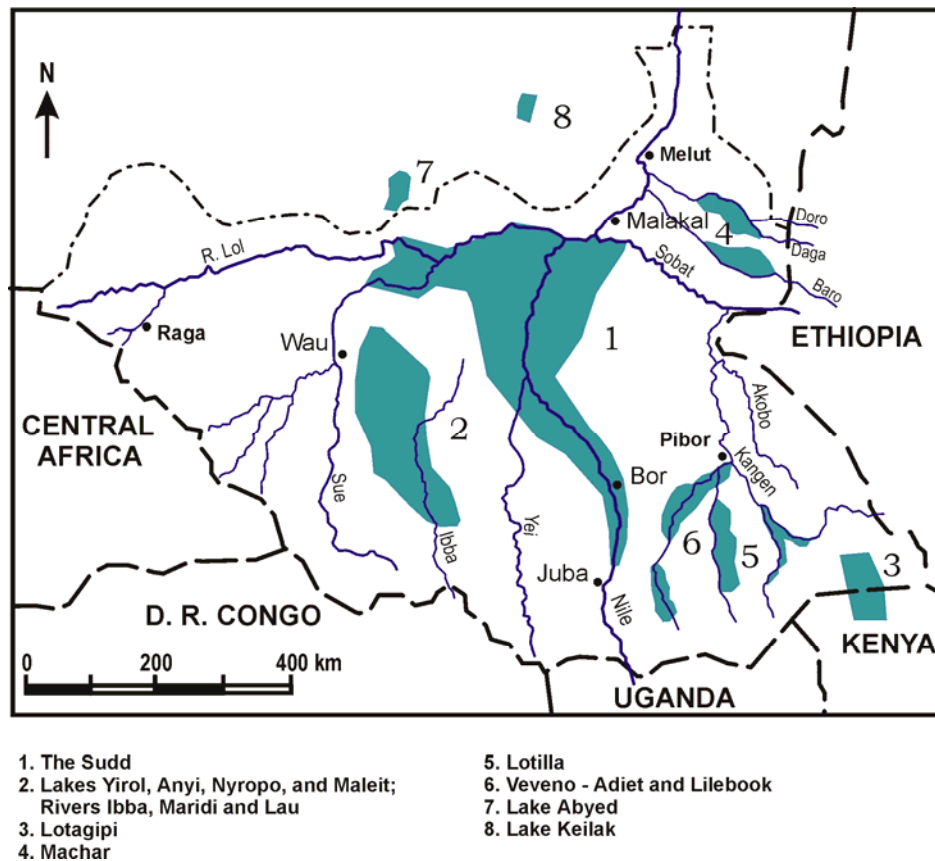 N
8
Melut
7
Doro
Malakal
4
Daga
R. Lol
Sobat
Baro
Raga
Wau
1
ETHIOPIA
CENTRAL
AFRICA
2
Akobo
Pibor
Kangen
Bor
Sue
Yei
Ibba
6
5
3
Juba
Nile
D. R. CONGO
KENYA
0 200 400 km
UGANDA
1. The Sudd
2. Lakes Yirol, Anyi, Nyropo, and Maleit;
Rivers Ibba, Maridi and Lau
3. Lotagipi
4. Machar
5. Lotilla
6. Veveno - Adiet and Lilebook
7. Lake Abyed
8. Lake Keilak